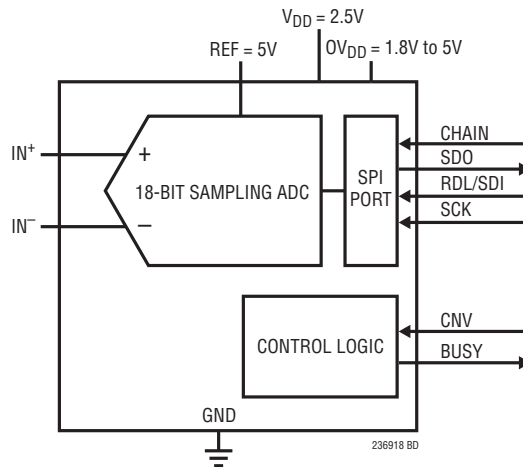 V_DD = 2.5V
REF = 5V
OV_DD = 1.8V to 5V
IN⁺
+
18-BIT SAMPLING ADC
IN⁻
–
SPI
PORT
CHAIN
SDO
RDL/SDI
SCK
CONTROL LOGIC
CNV
BUSY
GND
236918 BD